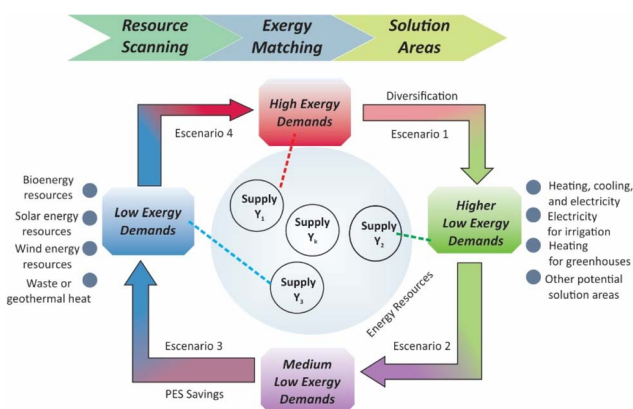 Resource
Scanning
Exergy
Matching
Solution
Areas
High Exergy
Demands
Diversification
Escenario 4
Escenario 1
Bioenergy
resources
Solar energy
resources
Wind energy
resources
Waste or
geothermal heat
Low Exergy
Demands
Supply
Y1
Supply
Yk
Supply
Y2
Supply
Y3
Higher
Low Exergy
Demands
Heating, cooling,
and electricity
Electricity
for irrigation
Heating
for greenhouses
Other potential
solution areas
Energy Resources
Escenario 3
Escenario 2
PES Savings
Medium
Low Exergy
Demands